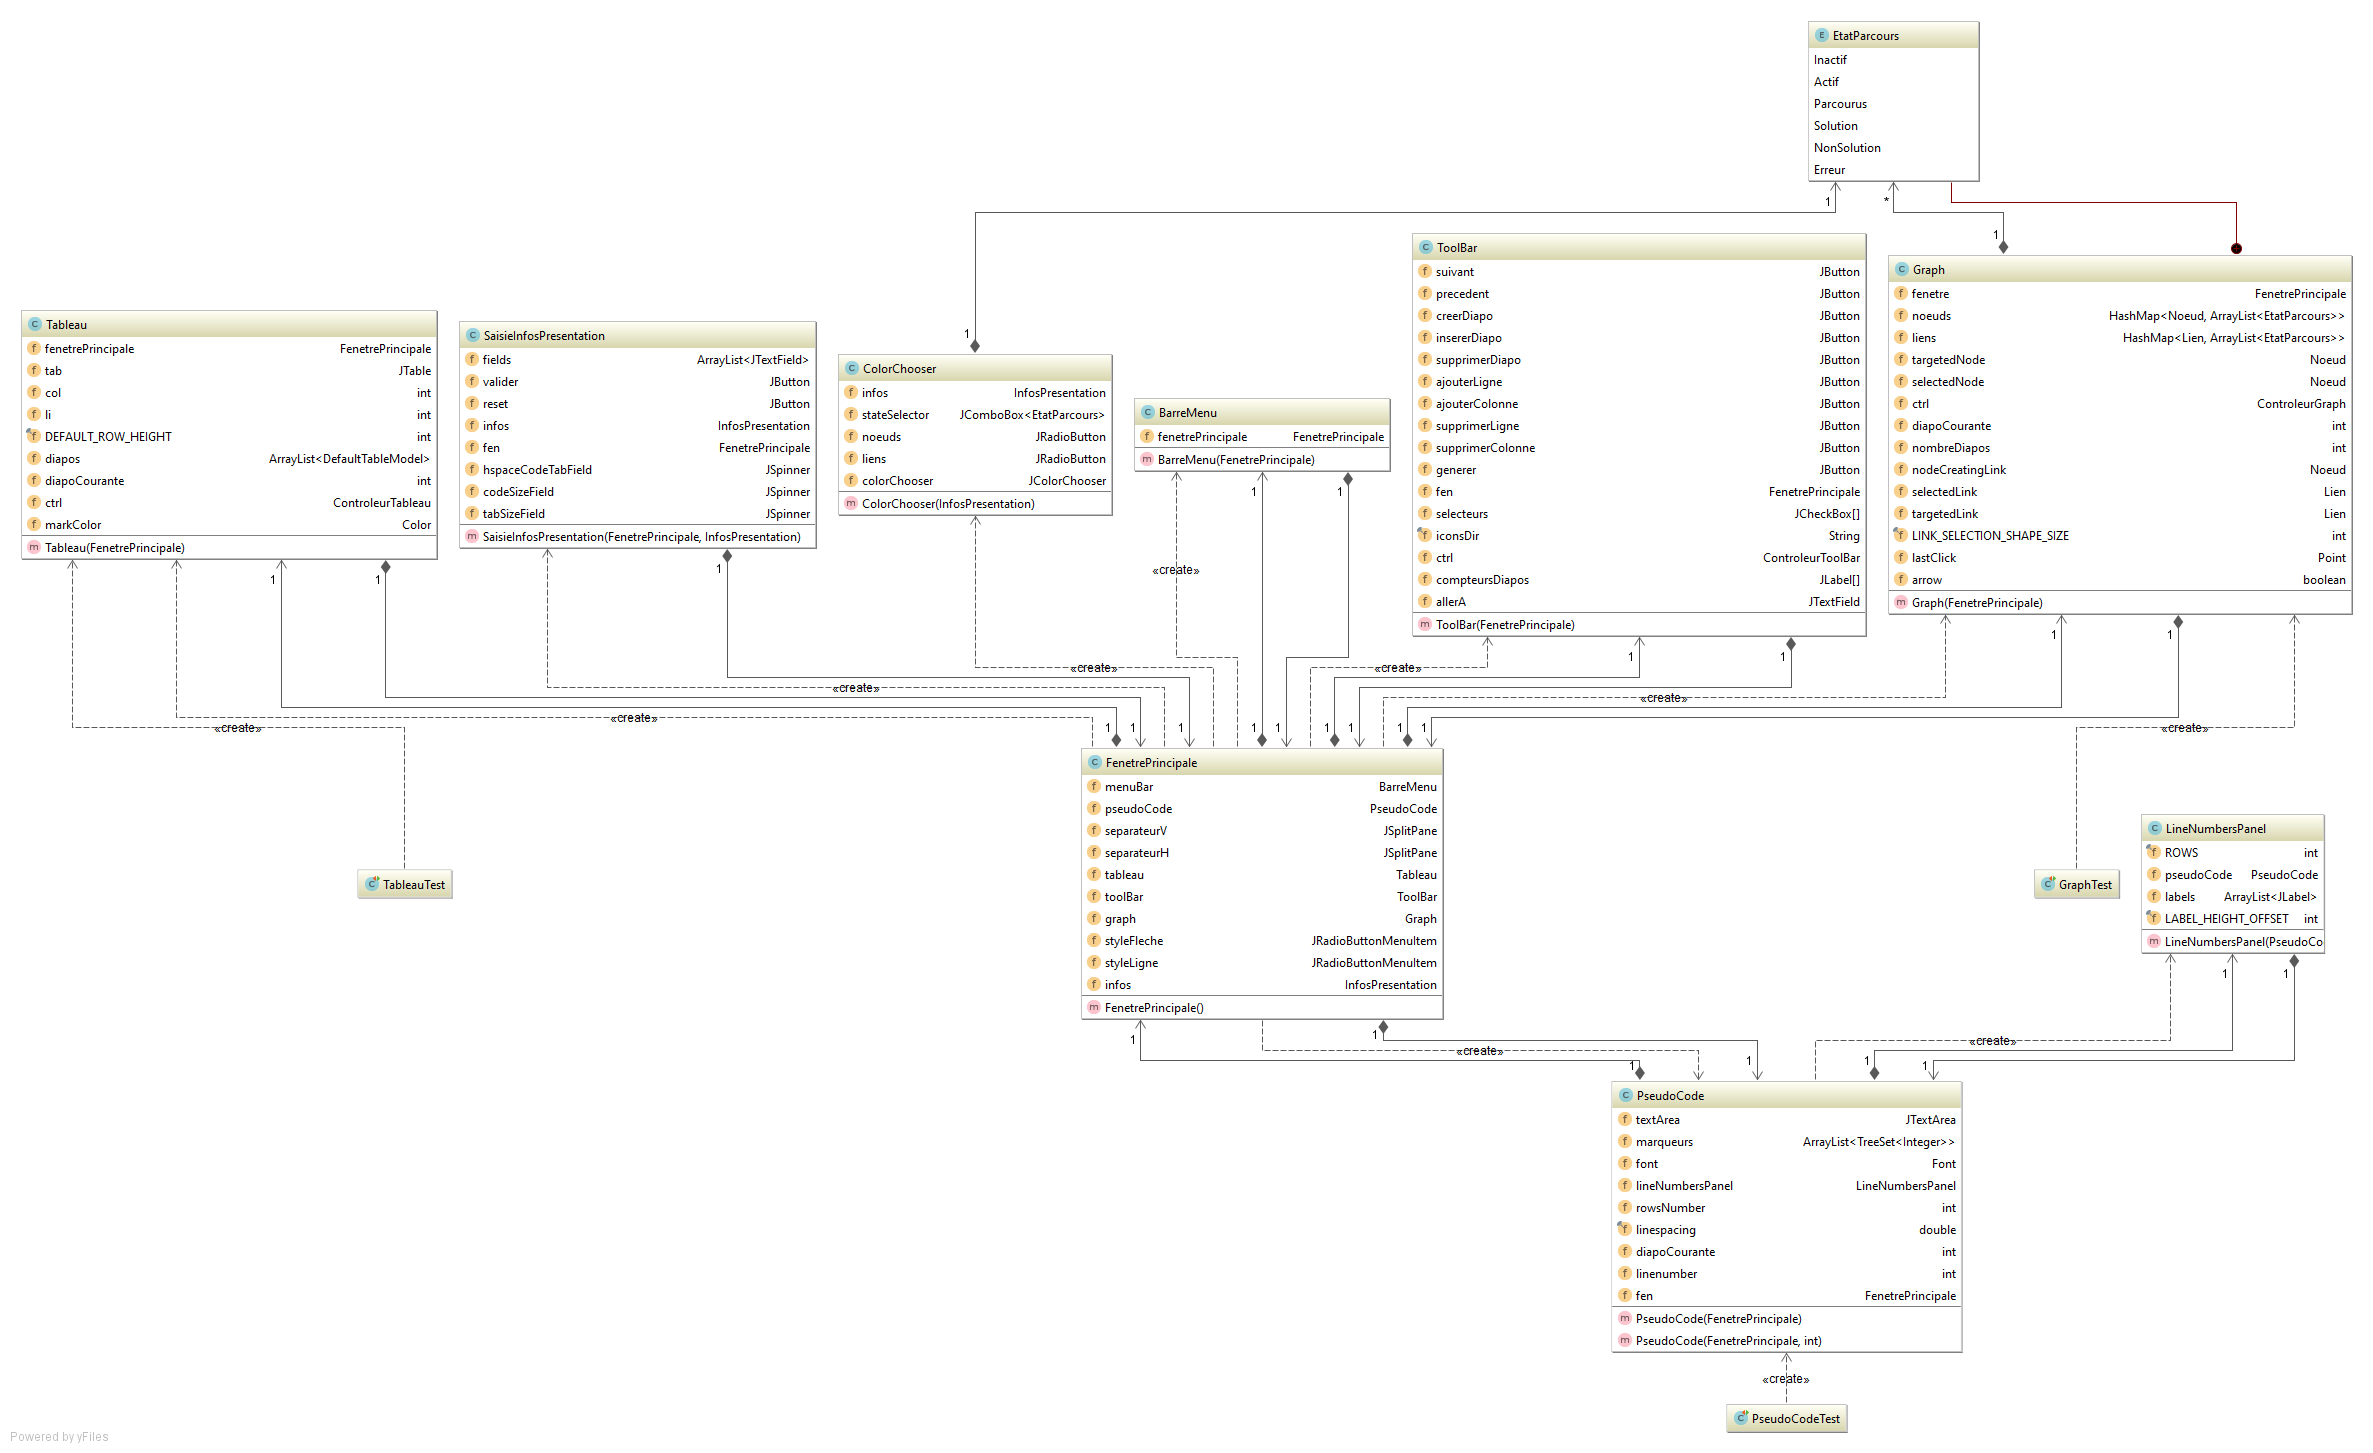 EtatParcours
Inactif
Actif
Parcourus
Solution
NonSolution
Erreur
1
*
1
1
ToolBar
suivant JButton
precedent JButton
creerDiapo JButton
insererDiapo JButton
supprimerDiapo JButton
ajouterLigne JButton
ajouterColonne JButton
supprimerLigne JButton
supprimerColonne JButton
generer JButton
fen FenetrePrincipale
selecteurs JCheckBox[]
iconsDir String
ctrl ControleurToolBar
compteursDiapos JLabel[]
allerA JTextField
ToolBar(FenetrePrincipale)
Graph
fenetre FenetrePrincipale
noeuds HashMap<Noeud, ArrayList<EtatParcours>>
liens HashMap<Lien, ArrayList<EtatParcours>>
targetedNode Noeud
selectedNode Noeud
ctrl ControleurGraph
diapoCourante int
nombreDiapos int
nodeCreatingLink Noeud
selectedLink Lien
targetedLink Lien
LINK_SELECTION_SHAPE_SIZE int
lastClick Point
arrow boolean
Graph(FenetrePrincipale)
Tableau
fenetrePrincipale FenetrePrincipale
tab JTable
col int
li int
DEFAULT_ROW_HEIGHT int
diapos ArrayList<DefaultTableModel>
diapoCourante int
ctrl ControleurTableau
markColor Color
Tableau(FenetrePrincipale)
SaisieInfosPresentation
fields ArrayList<JTextField>
valider JButton
reset JButton
infos InfosPresentation
fen FenetrePrincipale
hspaceCodeTabField JSpinner
codeSizeField JSpinner
tabSizeField JSpinner
SaisieInfosPresentation(FenetrePrincipale, InfosPresentation)
ColorChooser
infos InfosPresentation
stateSelector JComboBox<EtatParcours>
noeuds JRadioButton
liens JRadioButton
colorChooser JColorChooser
ColorChooser(InfosPresentation)
BarreMenu
fenetrePrincipale FenetrePrincipale
BarreMenu(FenetrePrincipale)
1
1
1
1
1
1
1
1
1
«create»
«create»
«create»
«create»
«create»
«create»
«create»
«create»
1
1
1
1
1
1
1
1
1
FenetrePrincipale
menuBar BarreMenu
pseudoCode PseudoCode
separateurV JSplitPane
separateurH JSplitPane
tableau Tableau
toolBar ToolBar
graph Graph
styleFleche JRadioButtonMenuItem
styleLigne JRadioButtonMenuItem
infos InfosPresentation
FenetrePrincipale()
TableauTest
GraphTest
LineNumbersPanel
ROWS int
pseudoCode PseudoCode
labels ArrayList<JLabel>
LABEL_HEIGHT_OFFSET int
LineNumbersPanel(PseudoCo
1
1
1
1
«create»
«create»
1
1
1
1
PseudoCode
textArea JTextArea
marqueurs ArrayList<TreeSet<Integer>>
font Font
lineNumbersPanel LineNumbersPanel
rowsNumber int
linespacing double
diapoCourante int
linenumber int
fen FenetrePrincipale
PseudoCode(FenetrePrincipale)
PseudoCode(FenetrePrincipale, int)
«create»
PseudoCodeTest
Powered by yFiles